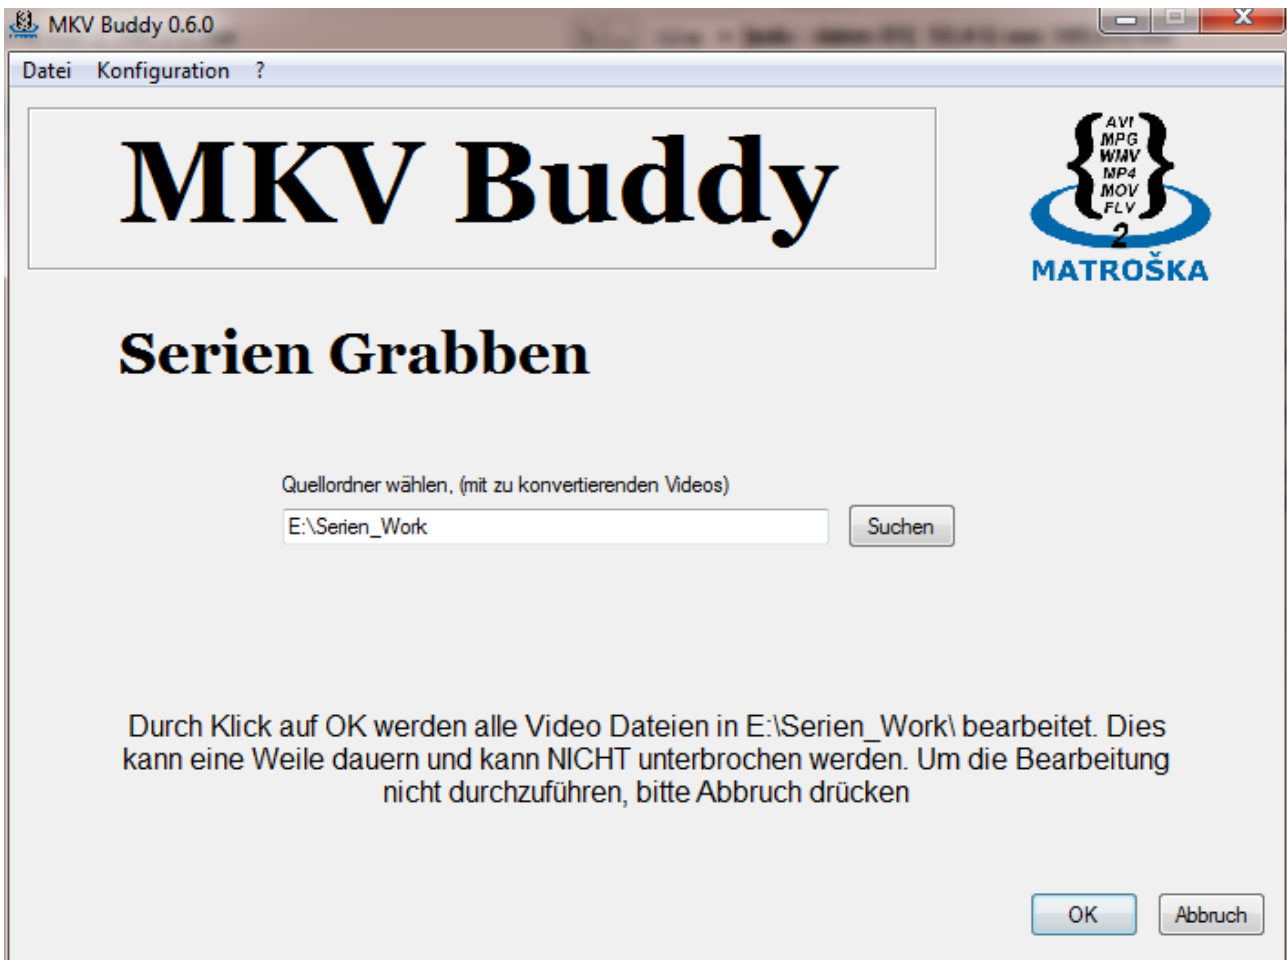 MKV Buddy 0.6.0
Datei Konfiguration ?
MKV Buddy
AVI
MPG
WMV
MP4
MOV
FLV
2
MATROŠKA
Serien Grabben
Quellordner wählen, (mit zu konvertierenden Videos)
E:\Serien_Work
Suchen
Durch Klick auf OK werden alle Video Dateien in E:\Serien_Work\ bearbeitet. Dies
kann eine Weile dauern und kann NICHT unterbrochen werden. Um die Bearbeitung
nicht durchzuführen, bitte Abbruch drücken
OK Abbruch